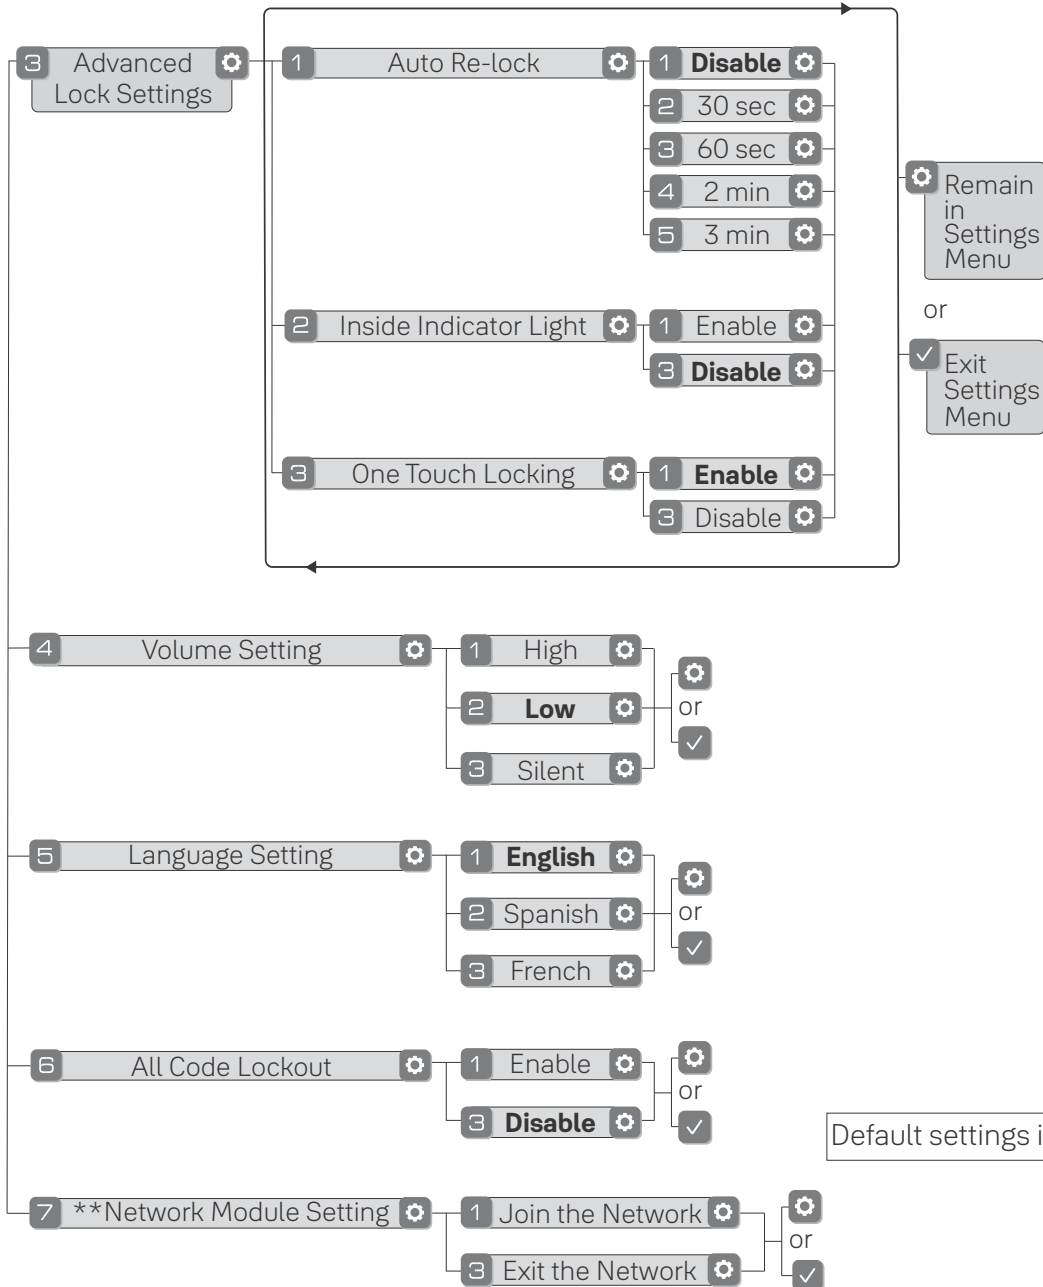 3 Advanced
Lock Settings
1 Auto Re-lock
1 Disable
2 30 sec
3 60 sec
4 2 min
5 3 min
2 Inside Indicator Light
1 Enable
3 Disable
3 One Touch Locking
1 Enable
3 Disable
Remain
in
Settings
Menu
or
Exit
Settings
Menu
4 Volume Setting
1 High
2 Low
3 Silent
or
5 Language Setting
1 English
2 Spanish
3 French
or
6 All Code Lockout
1 Enable
3 Disable
or
Default settings i
7 **Network Module Setting
1 Join the Network
3 Exit the Network
or